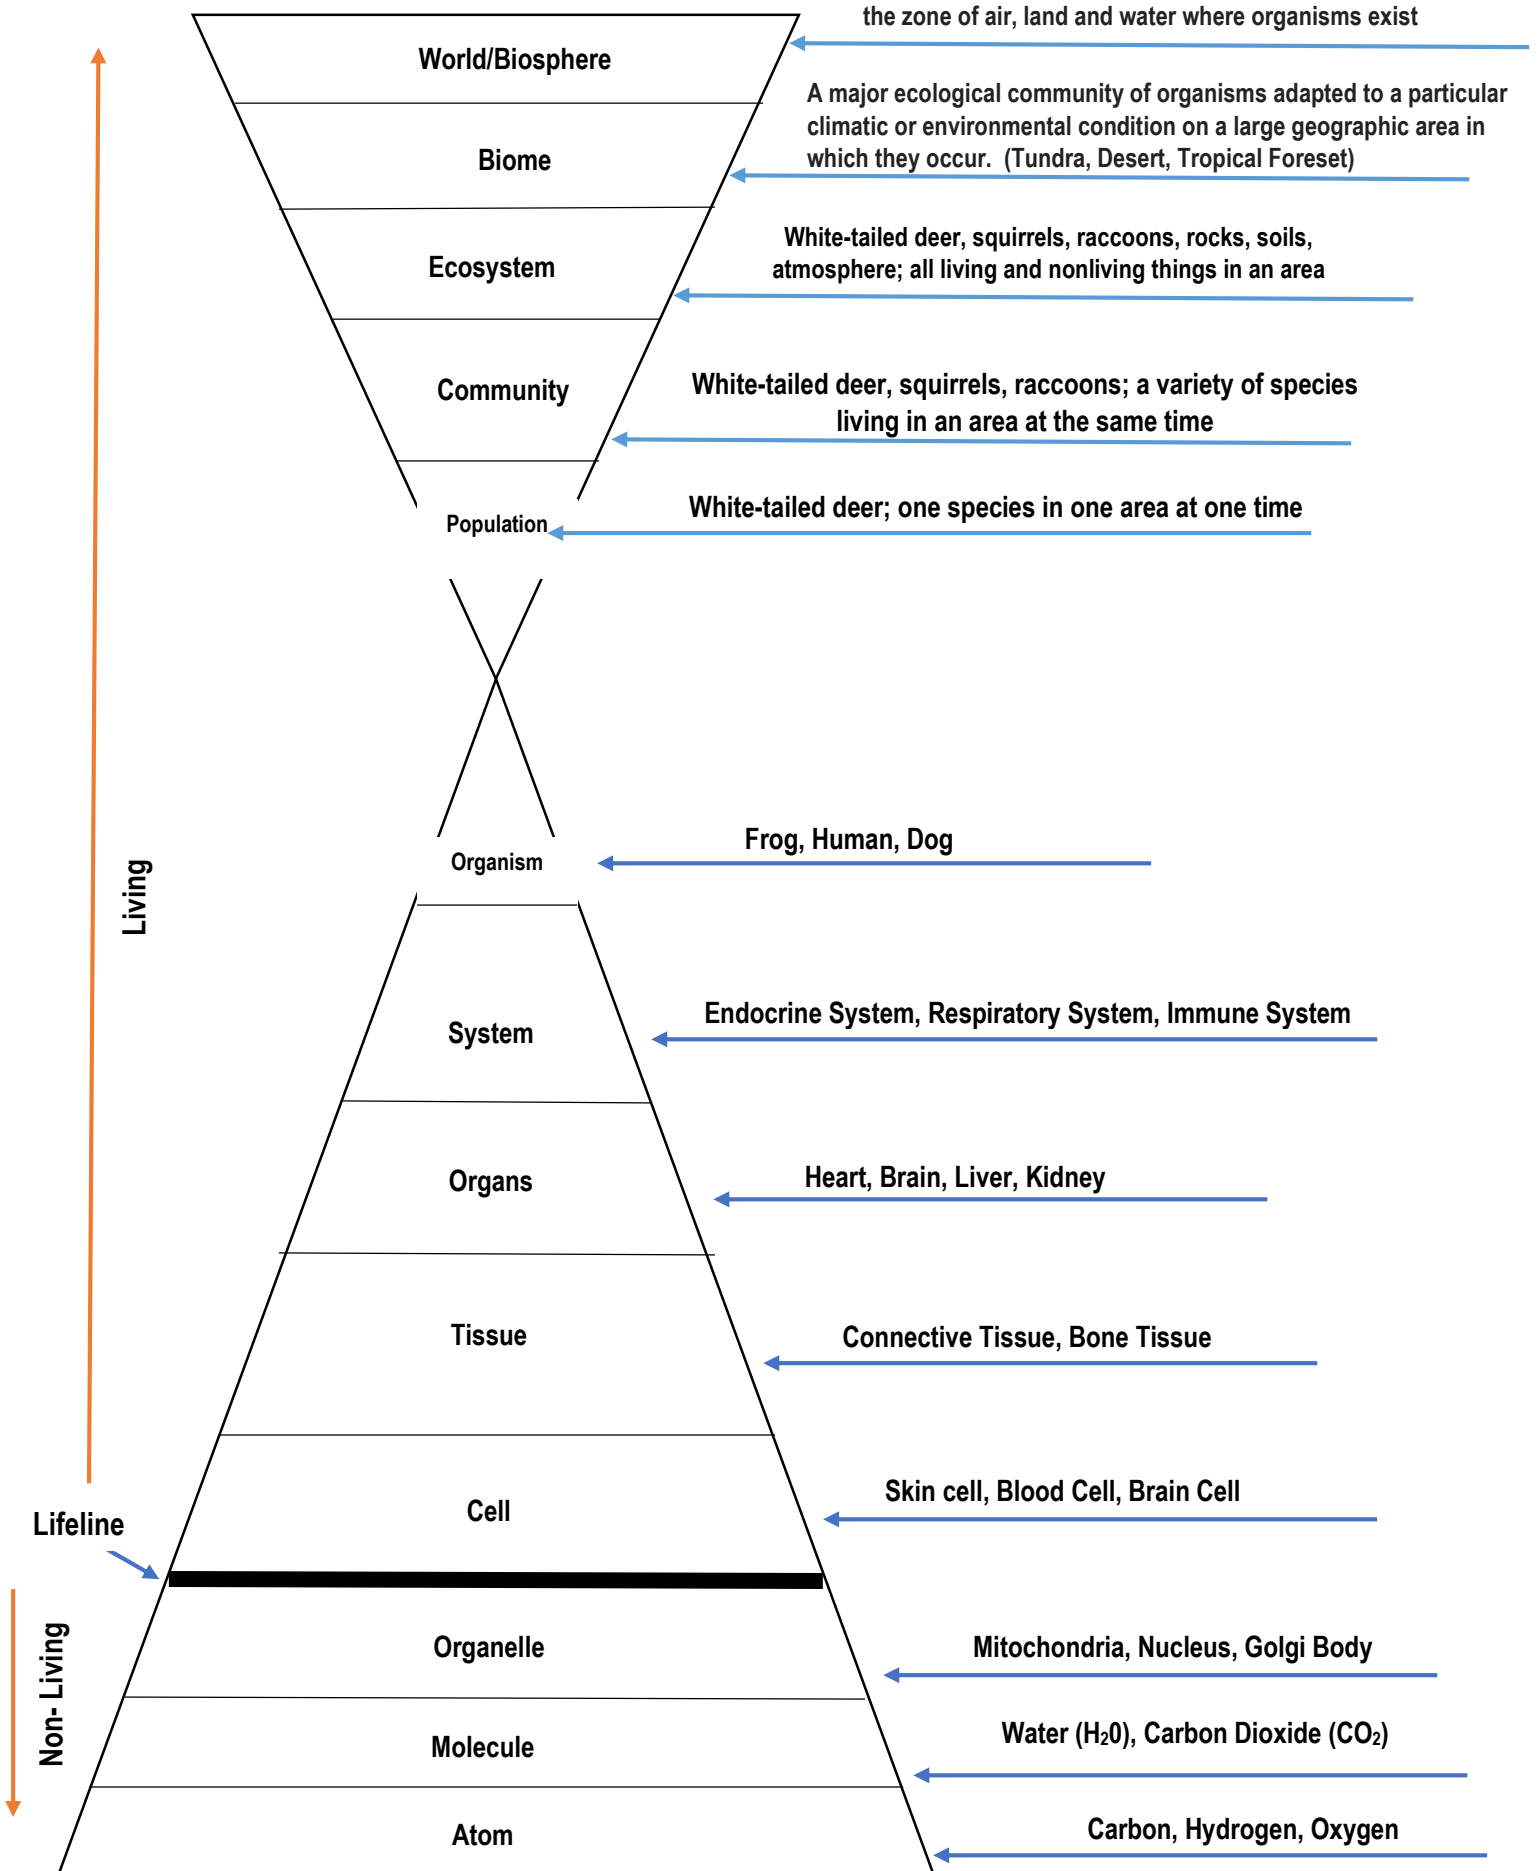 the zone of air, land and water where organisms exist
World/Biosphere
A major ecological community of organisms adapted to a particular
climatic or environmental condition on a large geographic area in
which they occur. (Tundra, Desert, Tropical Foreset)
Biome
White-tailed deer, squirrels, raccoons, rocks, soils,
atmosphere; all living and nonliving things in an area
Ecosystem
White-tailed deer, squirrels, raccoons; a variety of species
living in an area at the same time
Community
White-tailed deer; one species in one area at one time
Population
Frog, Human, Dog
Organism
Living
Endocrine System, Respiratory System, Immune System
System
Heart, Brain, Liver, Kidney
Organs
Connective Tissue, Bone Tissue
Tissue
Skin cell, Blood Cell, Brain Cell
Cell
Lifeline
Non- Living
Mitochondria, Nucleus, Golgi Body
Organelle
Water (H₂0), Carbon Dioxide (CO₂)
Molecule
Carbon, Hydrogen, Oxygen
Atom